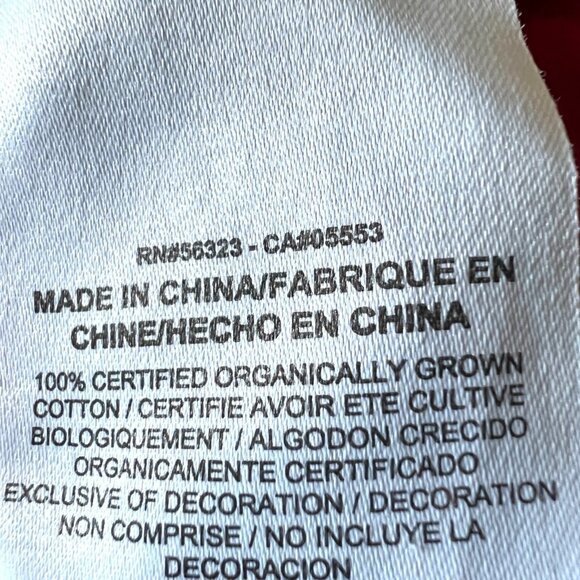 RN#56323 - CA#05553
MADE IN CHINA/FABRIQUE EN
CHINE/HECHO EN CHINA
100% CERTIFIED ORGANICALLY GROWN
COTTON / CERTIFIE AVOIR ETE CULTIVE
BIOLOGIQUEMENT / ALGODON CRECIDO
ORGANICAMENTE CERTIFICADO
EXCLUSIVE OF DECORATION / DECORATION
NON COMPRISE / NO INCLUYE LA
DECORACION